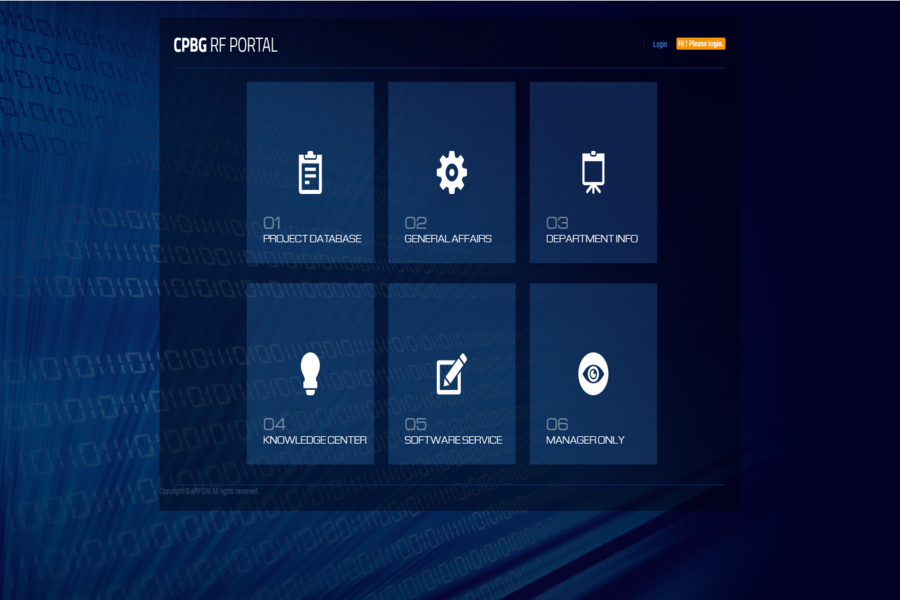 CPBG RF PORTAL
Login
Hi ! Please login.
01
PROJECT DATABASE
02
GENERAL AFFAIRS
03
DEPARTMENT INFO
04
KNOWLEDGE CENTER
05
SOFTWARE SERVICE
06
MANAGER ONLY
Copyright © eRFDM All rights reserved.